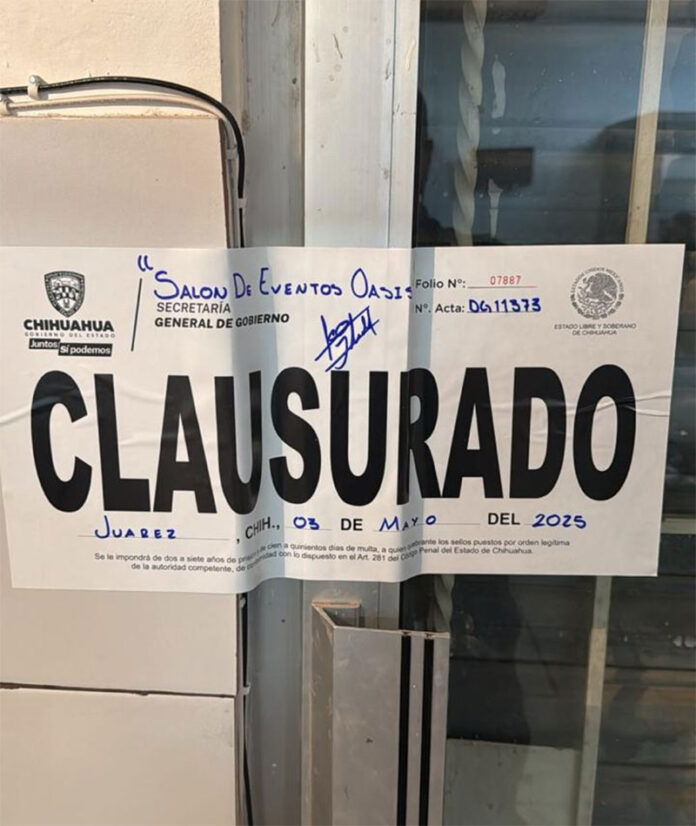 "SALON DE EVENTOS OASIS
CHIHUAHUA
GOBIERNO DEL ESTADO
Juntos Sí podemos
SECRETARÍA
GENERAL DE GOBIERNO
Folio N°: 07887
N°. Acta: DG11373
ESTADOS UNIDOS MEXICANOS
ESTADO LIBRE Y SOBERANO
DE CHIHUAHUA
CLAUSURADO
JUAREZ, CHIH., 03 DE MAYO DEL 2025
Se le impondrá de dos a siete años de prisión y de cien a quinientos días de multa, a quien quebrante los sellos puestos por orden legítima
de la autoridad competente, de conformidad con lo dispuesto en el Art. 281 del Código Penal del Estado de Chihuahua.